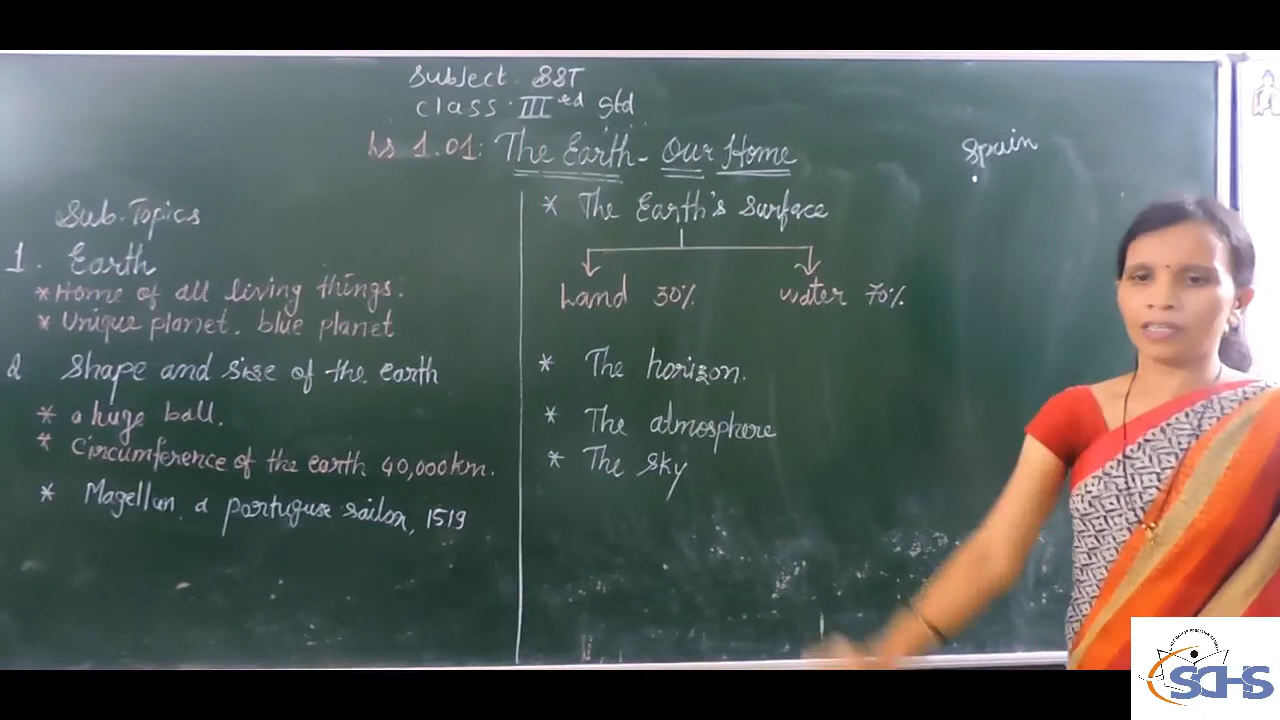 Subject. SST
Class. III rd Std
Ls 1.01: The Earth - Our Home
Sub-Topics
1. Earth
* Home of all living things.
* Unique planet. blue planet
2 Shape and size of the earth
* a huge ball.
* Circumference of the earth 40,000km.
* Magellan, a portuguse sailor, 1519
* The Earth's Surface
Land 30%
water 70%
* The horizon.
* The atmosphere
* The sky
Spain
SCHS